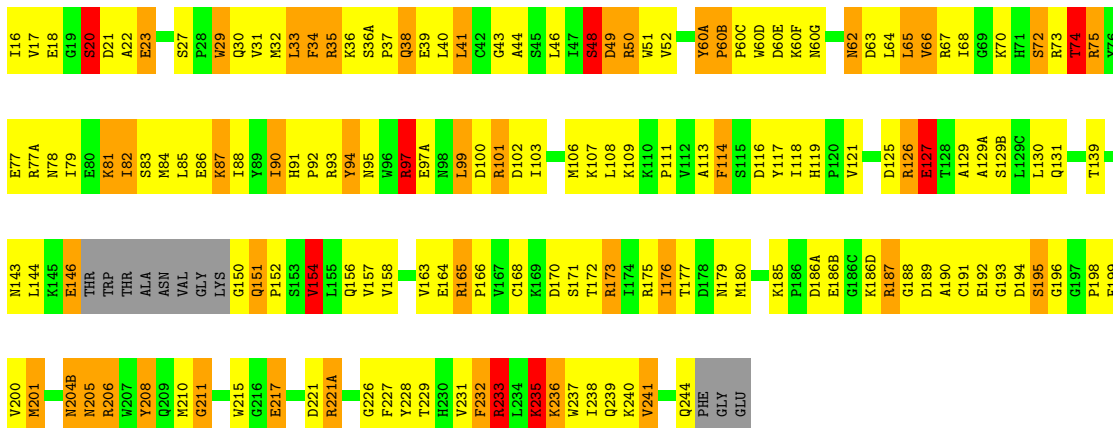 I16 V17 E18 G19 S20 D21 A22 E23 S27 P28 W29 Q30 V31 M32 L33 F34 R35 K36 S36A P37 Q38 E39 L40 L41 C42 G43 A44 S45 L46 I47 S48 D49 R50 W51 V52 Y60A P60B P60C W60D D60E K60F N60G N62 D63 L64 L65 V66 R67 I68 G69 K70 H71 S72 R73 T74 R75 Y76
E77 R77A N78 I79 E80 K81 I82 S83 M84 L85 E86 K87 I88 Y89 I90 H91 P92 R93 Y94 N95 W96 R97 E97A N98 L99 D100 R101 D102 I103 M106 K107 L108 K109 K110 P111 V112 A113 F114 S115 D116 Y117 I118 H119 P120 V121 D125 R126 E127 T128 A129 A129A S129B L129C L130 Q131 T139
N143 L144 K145 E146 THR TRP THR ALA ASN VAL GLY LYS G150 Q151 P152 S153 V154 L155 Q156 V157 V158 V163 E164 R165 P166 V167 C168 K169 D170 S171 T172 R173 I174 R175 I176 T177 D178 N179 M180 K185 P186 D186A E186B G186C K186D R187 G188 D189 A190 C191 E192 G193 D194 S195 G196 G197 P198
V200 M201 N204B N205 R206 W207 Y208 Q209 M210 G211 W215 G216 E217 D221 R221A G226 F227 Y228 T229 H230 V231 F232 R233 L234 K235 K236 W237 I238 Q239 K240 V241 Q244 PHE GLY GLU